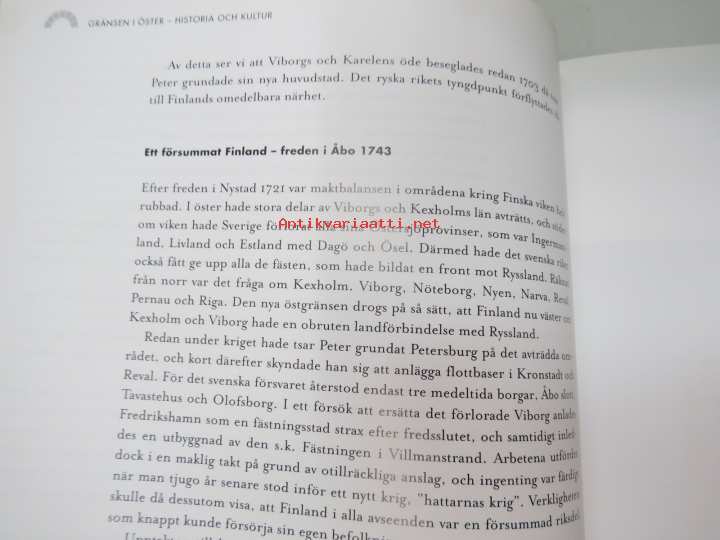 GRÄNSEN I ÖSTER – HISTORIA OCH KULTUR
Av detta ser vi att Viborgs och Karelens öde beseglades redan 1703 då
Peter grundade sin nya huvudstad. Det ryska rikets tyngdpunkt förflyttades
till Finlands omedelbara närhet.
Ett försummat Finland – freden i Åbo 1743
Efter freden i Nystad 1721 var maktbalansen i områdena kring Finska viken
rubbad. I öster hade stora delar av Viborgs och Kexholms län avträtts, och
om viken hade Sverige förlorat alla sina Östersjöprovinser, som var Ingerman-
land, Livland och Estland med Dagö och Ösel. Därmed hade det svenska
också fått ge upp alla de fästen, som hade bildat en front mot Ryssland.
från norr var det fråga om Kexholm, Viborg, Nöteborg, Nyen, Narva, Reval,
Pernau och Riga. Den nya östgränsen drogs på så sätt, att Finland nu väster om
Kexholm och Viborg hade en obruten landförbindelse med Ryssland.
Redan under kriget hade tsar Peter grundat Petersburg på det avträdda om-
rådet, och kort därefter skyndade han sig att anlägga flottbaser i Kronstadt och
Reval. För det svenska försvaret återstod endast tre medeltida borgar, Åbo slott,
Tavastehus och Olofsborg. I ett försök att ersätta det förlorade Viborg anlades
Fredrikshamn som en fästningsstad strax efter fredsslutet, och samtidigt inled-
des en utbyggnad av den s.k. Fästningen i Villmanstrand. Arbetena utfördes
dock i en maklig takt på grund av otillräckliga anslag, och ingenting var färdigt
när man tjugo år senare stod inför ett nytt krig, "hattarnas krig". Verkligheten
skulle då dessutom visa, att Finland i alla avseenden var en försummad riksdel
som knappt kunde försörja sin egen
Antikvariaatti.net